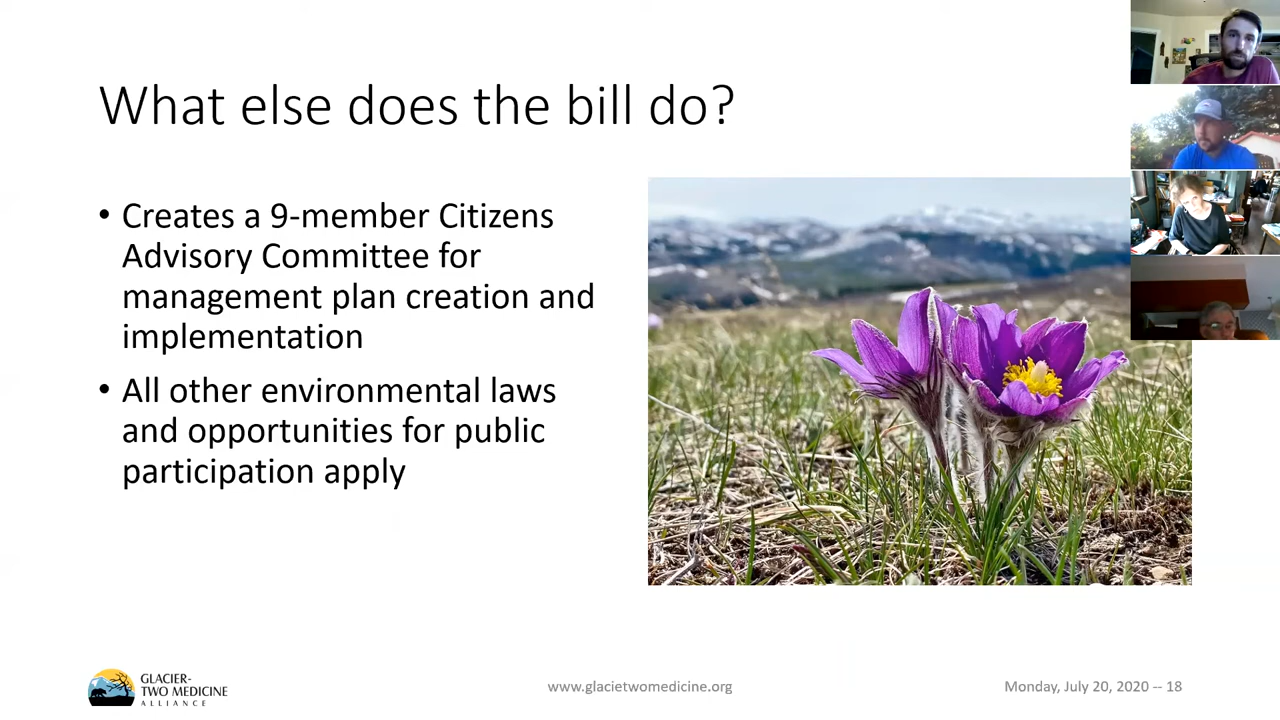 What else does the bill do?
• Creates a 9-member Citizens
Advisory Committee for
management plan creation and
implementation
• All other environmental laws
and opportunities for public
participation apply
GLACIER-
TWO MEDICINE
ALLIANCE
www.glacietwomedicine.org
Monday, July 20, 2020 -- 18